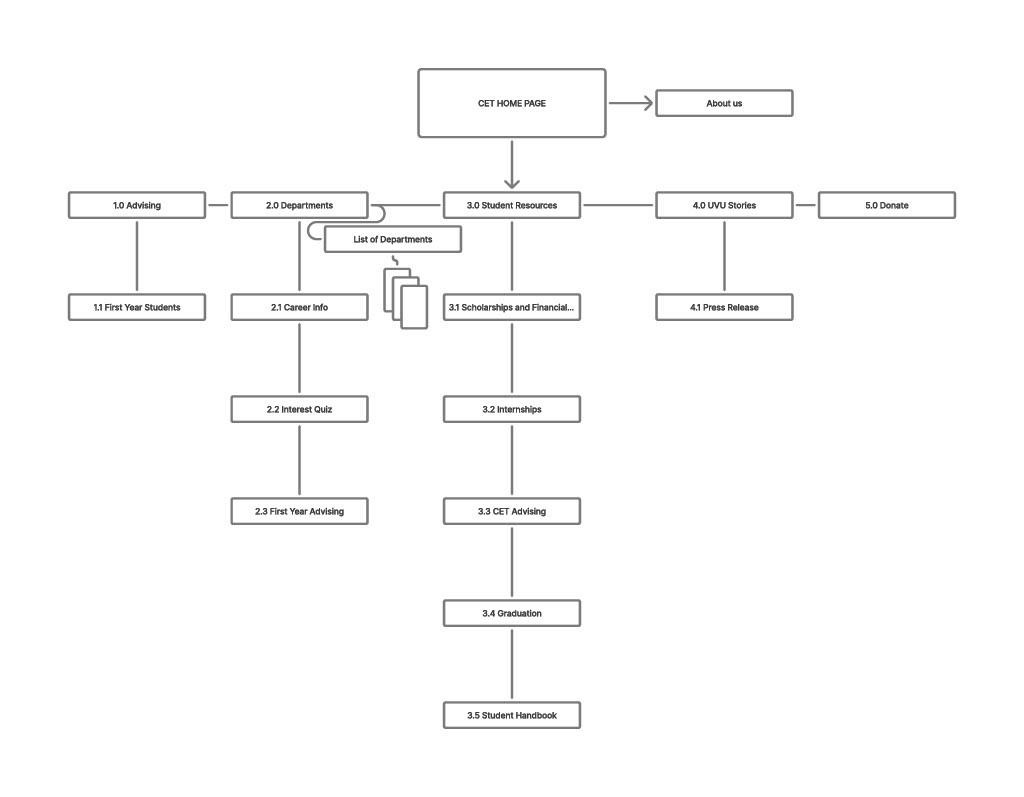 CET HOME PAGE
About us
1.0 Advising
2.0 Departments
3.0 Student Resources
4.0 UVU Stories
5.0 Donate
List of Departments
1.1 First Year Students
2.1 Career Info
3.1 Scholarships and Financial...
4.1 Press Release
2.2 Interest Quiz
3.2 Internships
2.3 First Year Advising
3.3 CET Advising
3.4 Graduation
3.5 Student Handbook